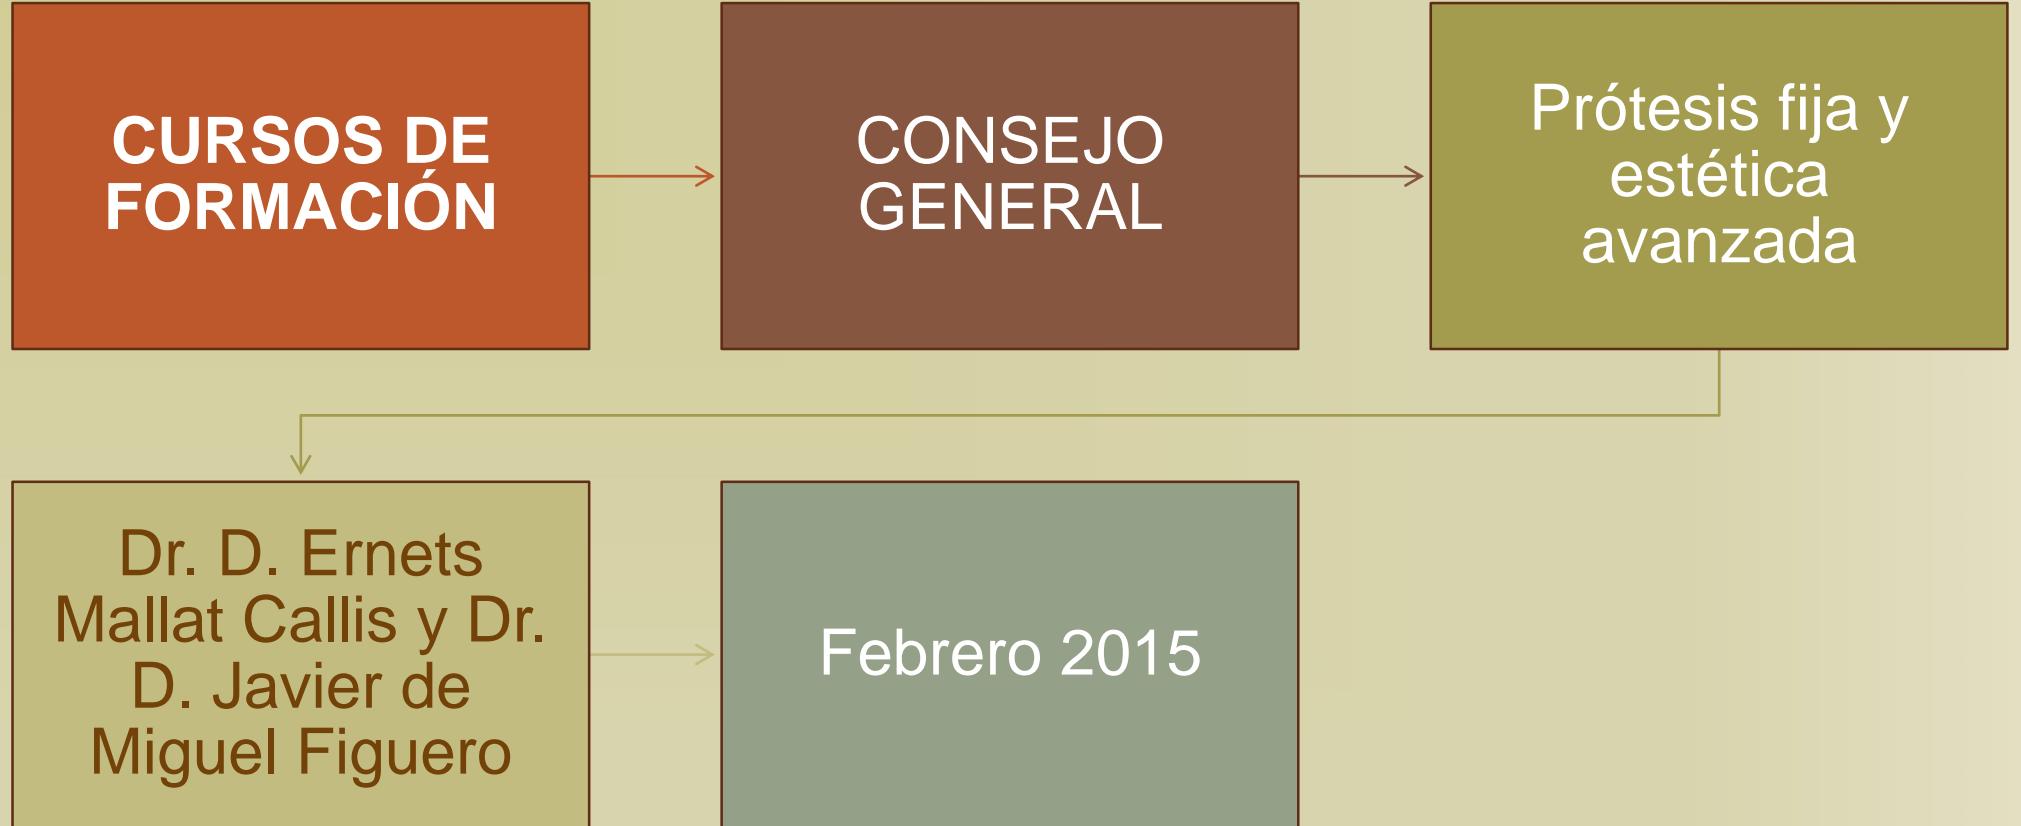 CURSOS DE
FORMACIÓN
CONSEJO
GENERAL
Prótesis fija y
estética
avanzada
Dr. D. Ernets
Mallat Callis y Dr.
D. Javier de
Miguel Figuero
Febrero 2015